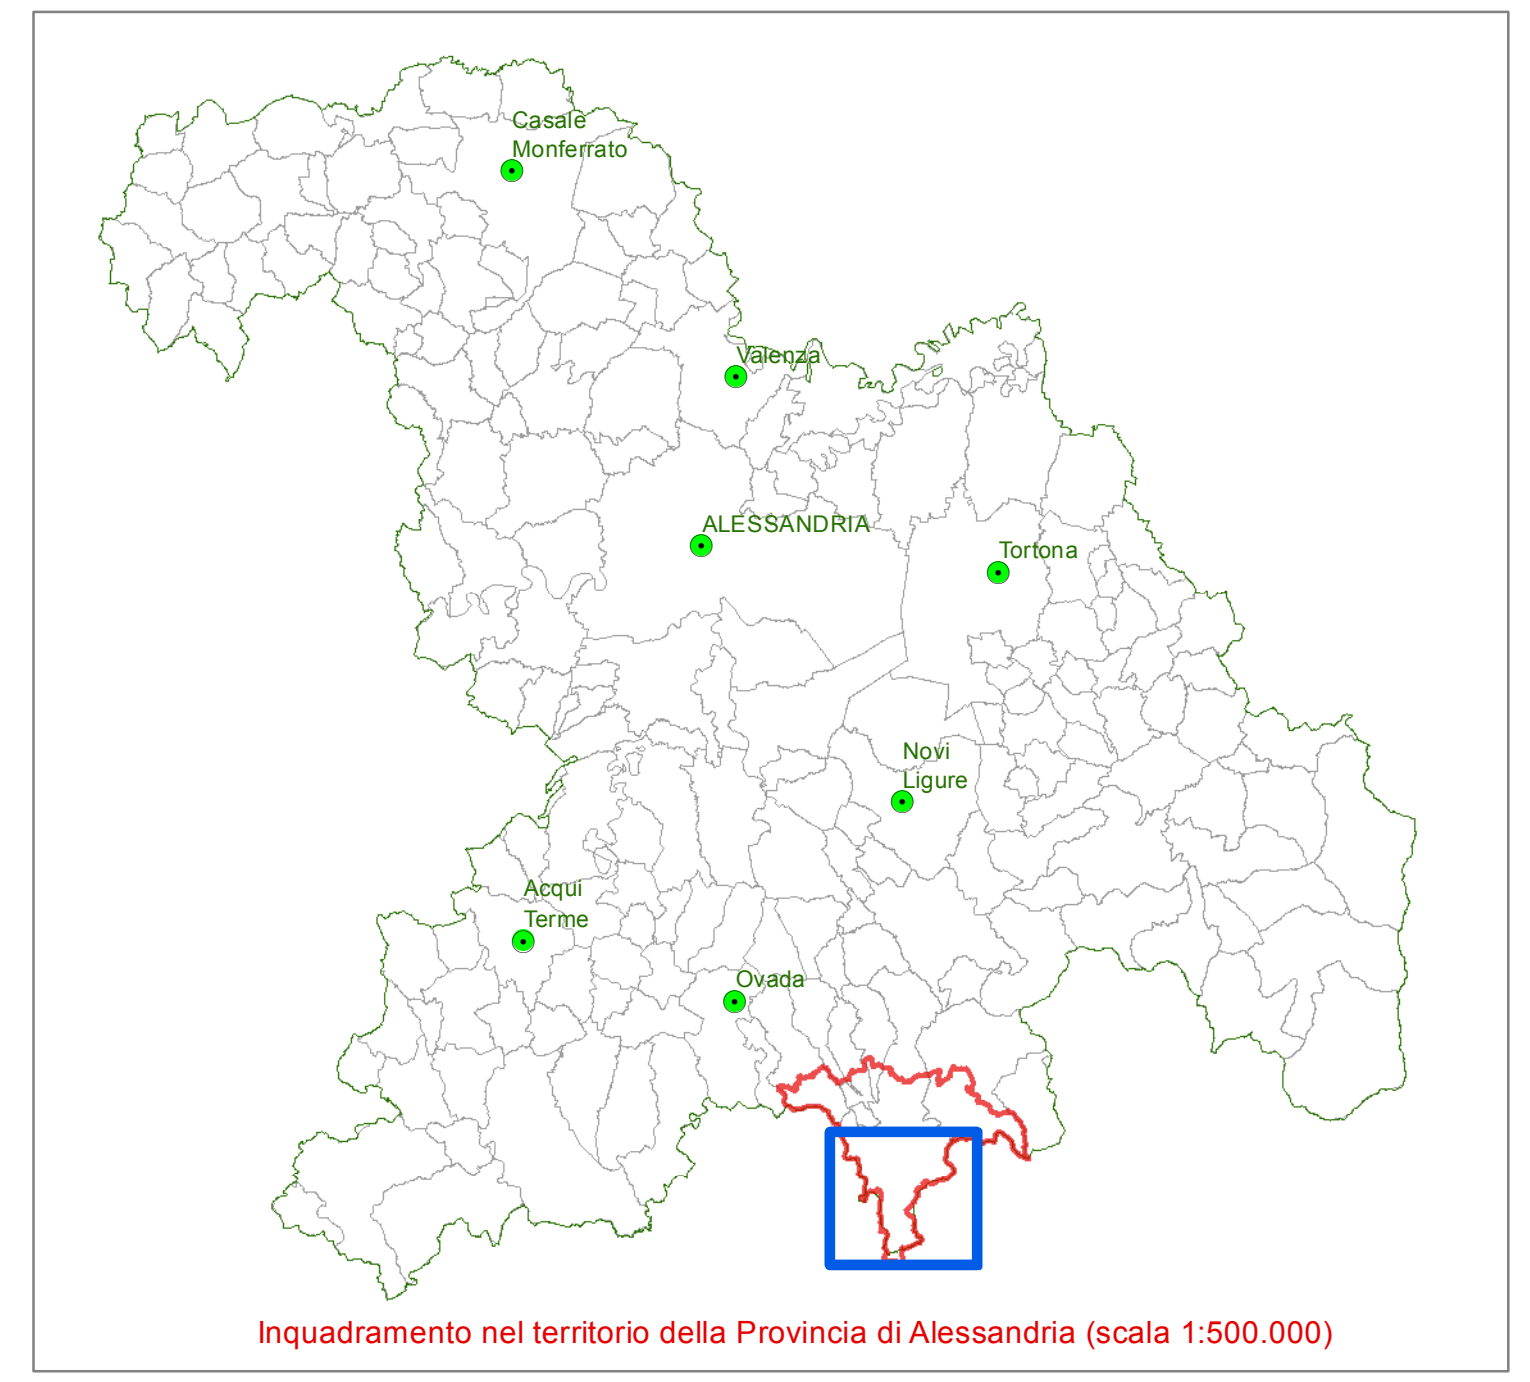 Casale
Monferrato
Valenza
ALESSANDRIA
Tortona
Novi
Ligure
Acqui
Terme
Ovada
Inquadramento nel territorio della Provincia di Alessandria (scala 1:500.000)